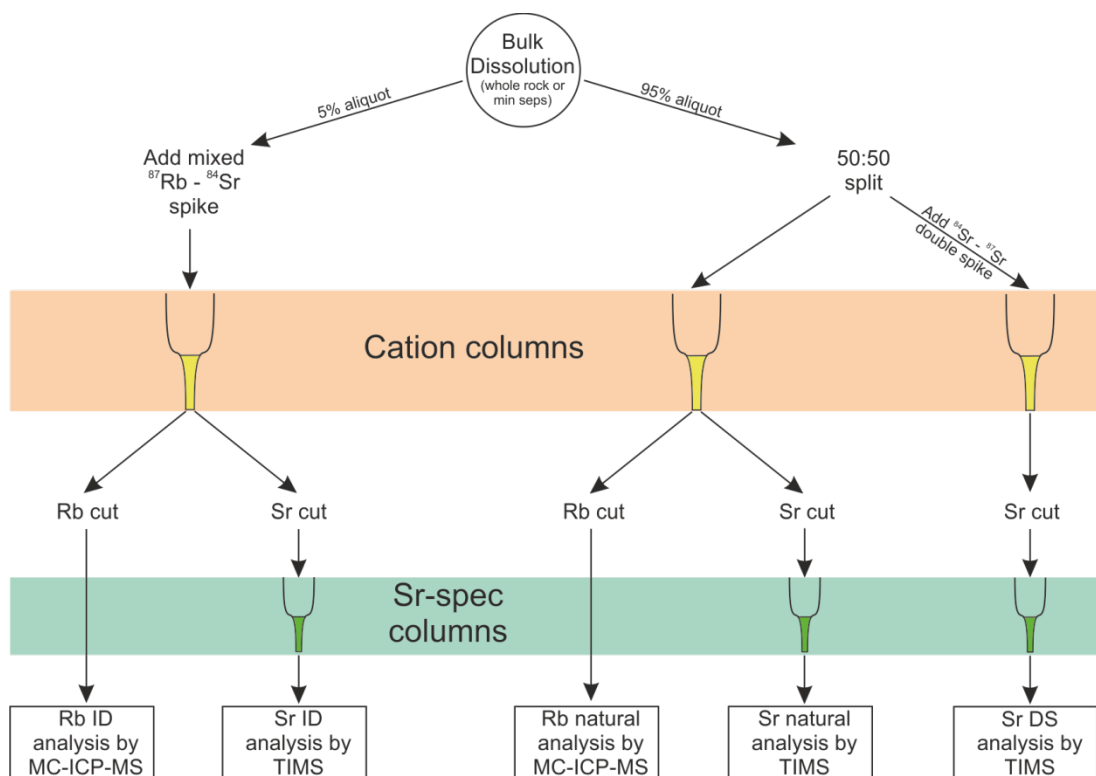 Bulk
Dissolution
(whole rock or
min seps)
5% aliquot
95% aliquot
Add mixed
⁸⁷Rb - ⁸⁴Sr
spike
50:50
split
Add ⁸⁴Sr - ⁸⁷Sr
double spike
Cation columns
Rb cut
Sr cut
Rb cut
Sr cut
Sr cut
Sr-spec
columns
Rb ID
analysis by
MC-ICP-MS
Sr ID
analysis by
TIMS
Rb natural
analysis by
MC-ICP-MS
Sr natural
analysis by
TIMS
Sr DS
analysis by
TIMS